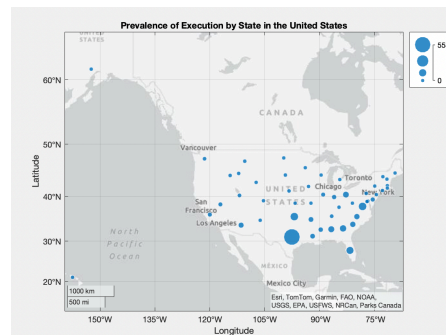 Prevalence of Execution by State in the United States
UNITED
STATES
55
0
60°N
CANADA
Vancouver
50°N
Toronto
Chicago
New York
UNITED
STATES
40°N
San
Francisco
Los Angeles
North
Pacific
Ocean
30°N
MÉXICO
Mexico City
20°N
1000 km
500 mi
Esri, TomTom, Garmin, FAO, NOAA,
USGS, EPA, USFWS, NRCan, Parks Canada
150°W
135°W
120°W
105°W
90°W
75°W
Latitude
Longitude